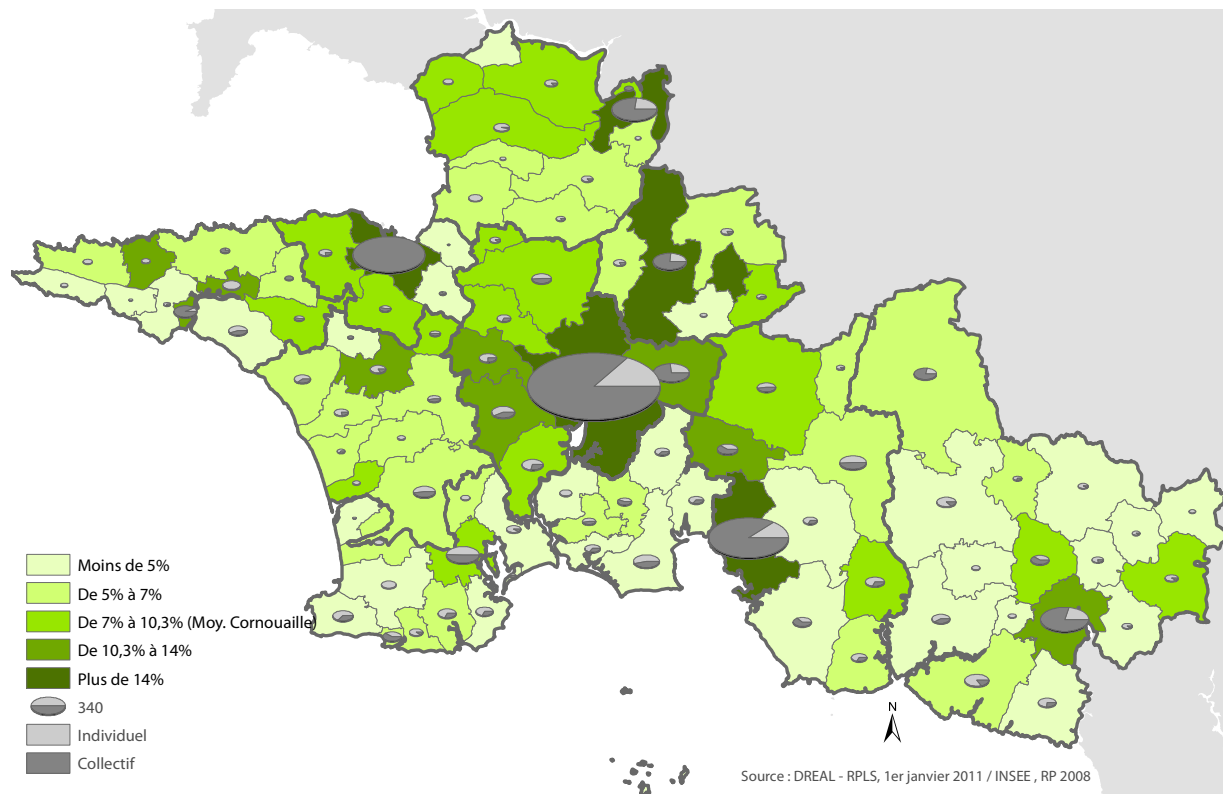 Moins de 5%
De 5% à 7%
De 7% à 10,3% (Moy. Cornouaille)
De 10,3% à 14%
Plus de 14%
340
Individuel
Collectif
N
Source : DREAL - RPLS, 1er janvier 2011 / INSEE , RP 2008